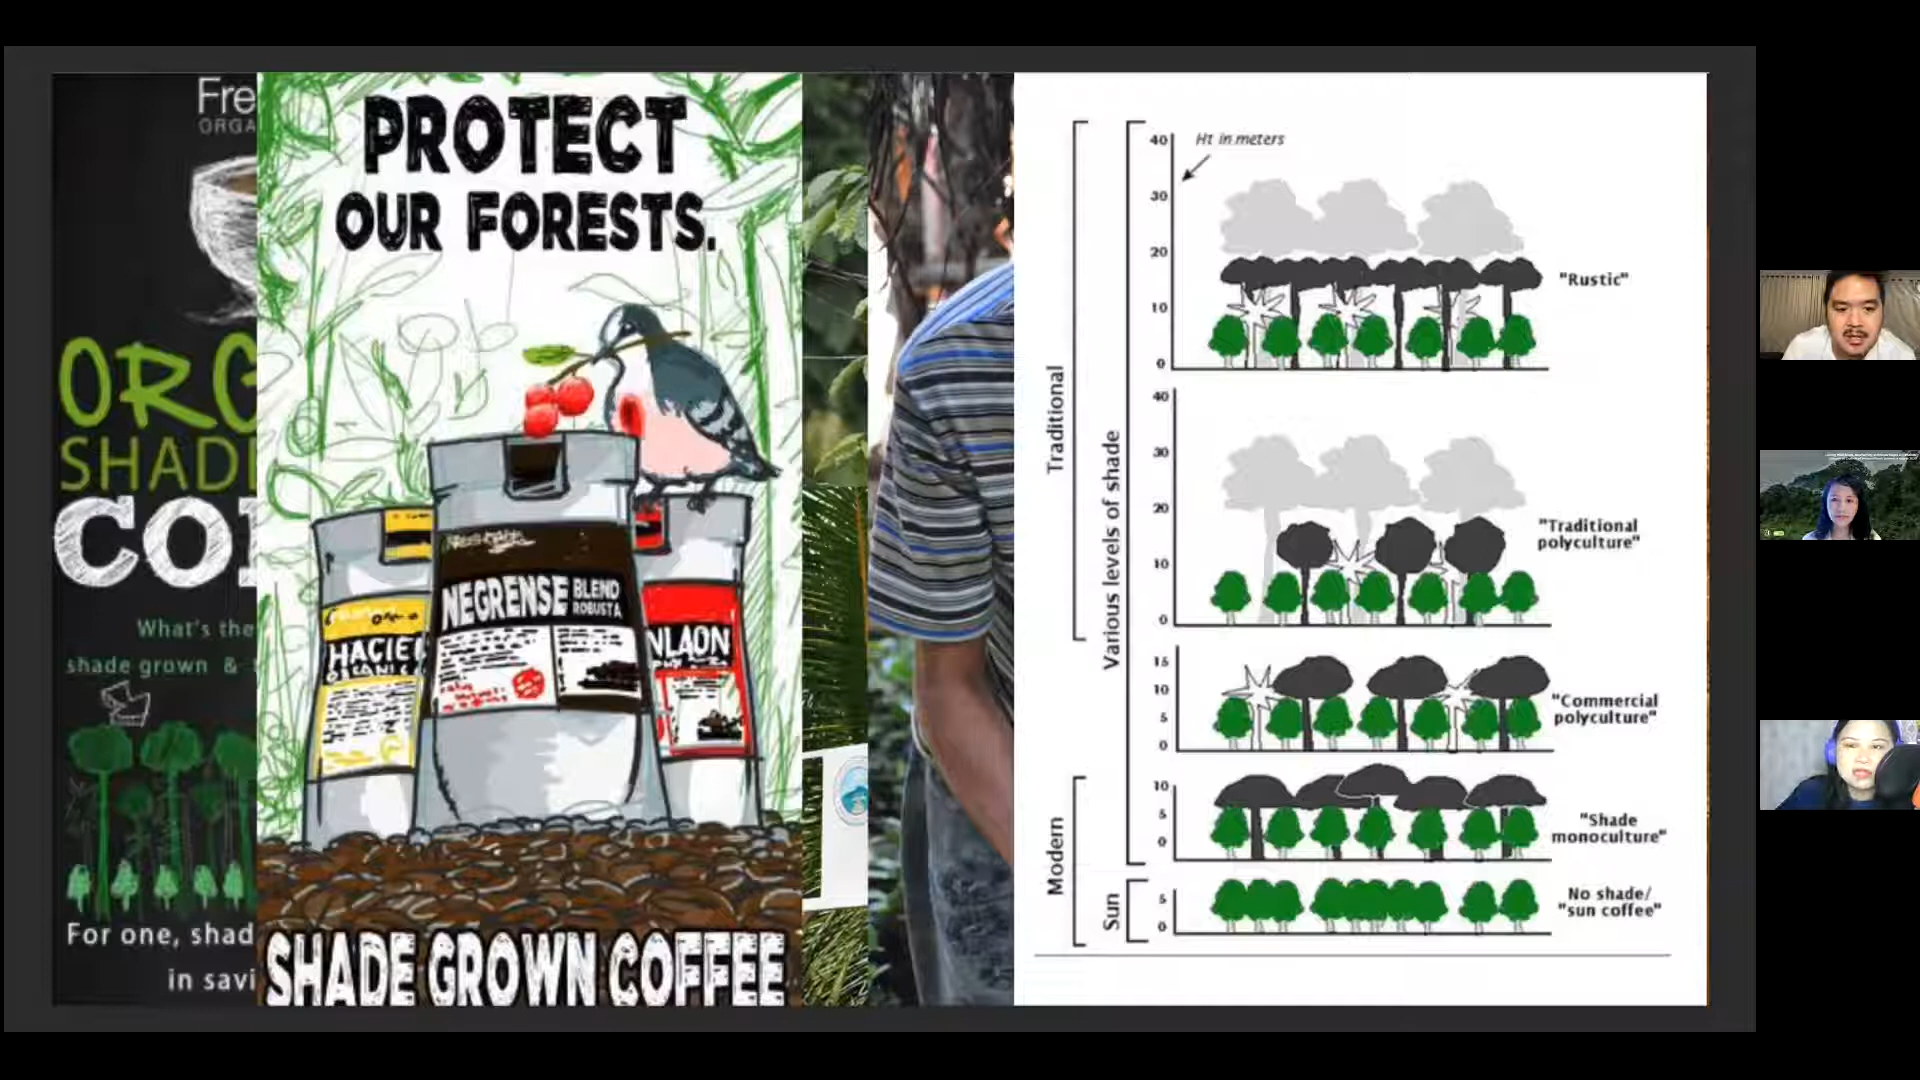 Fre
ORGA
ORG
SHAD
CO
What's the
shade grown &
For one, shad
in savi
PROTECT
OUR FORESTS.
NEGRENSE BLEND
ROBUSTA
HACIE
ORGANIC
NLAON
SHADE GROWN COFFEE
Traditional
Modern
Various levels of shade
Sun
Ht in meters
40
30
20
10
0
"Rustic"
40
30
20
10
0
"Traditional
polyculture"
15
10
5
0
"Commercial
polyculture"
10
5
0
"Shade
monoculture"
5
0
No shade/
"sun coffee"